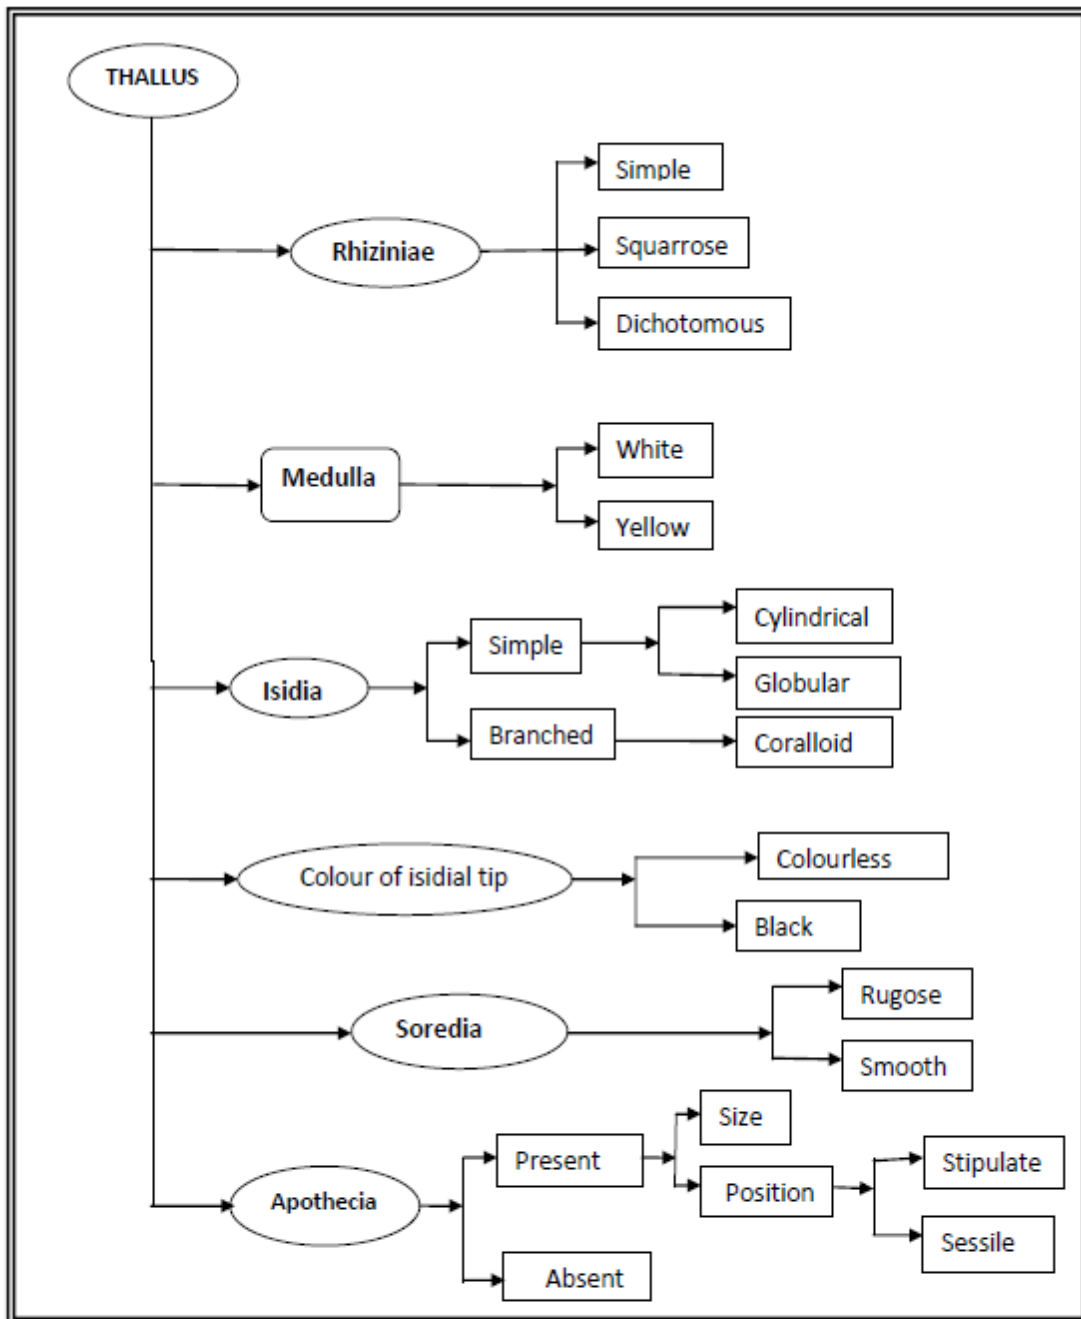 THALLUS
Simple
Rhiziniae
Squarrose
Dichotomous
White
Medulla
Yellow
Cylindrical
Simple
Isidia
Globular
Branched
Coralloid
Colour of isidial tip
Colourless
Black
Rugose
Soredia
Smooth
Size
Present
Stipulate
Apothecia
Position
Sessile
Absent